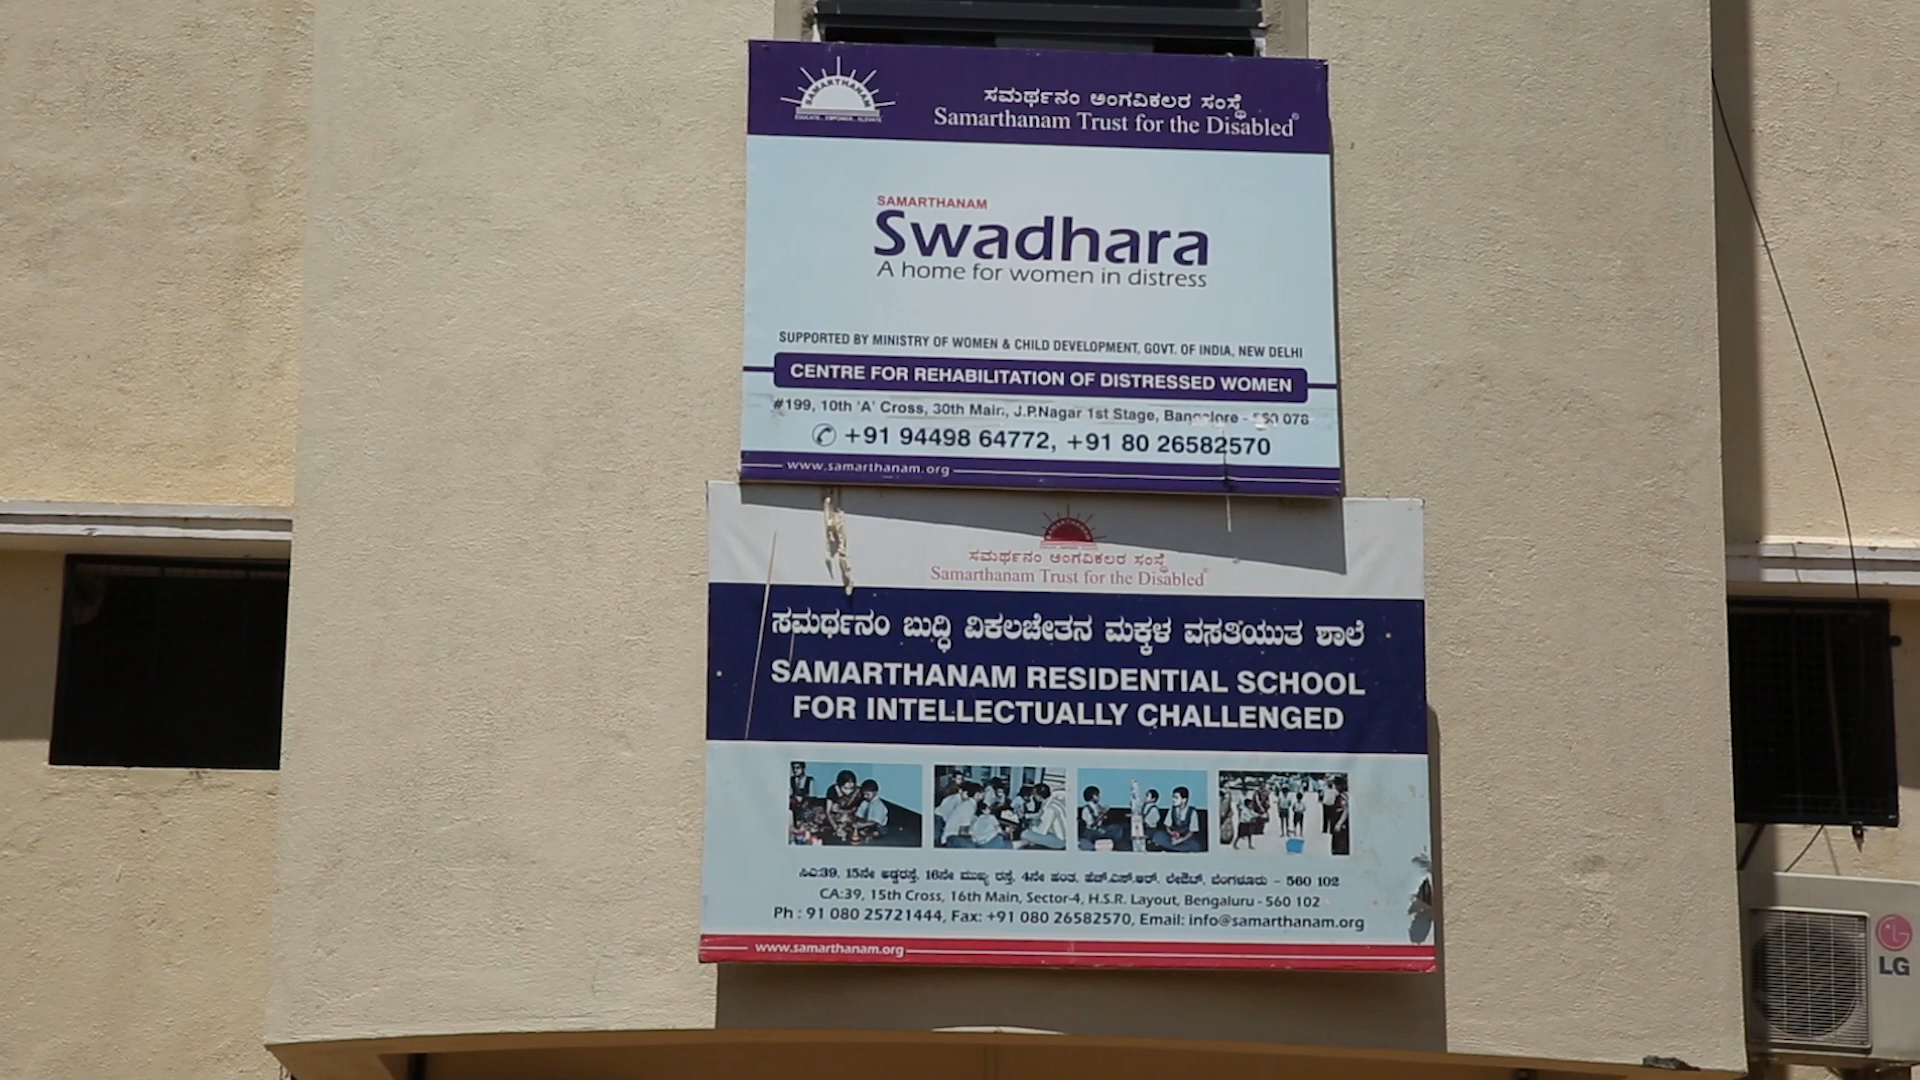 SAMARTHANAM
EDUCATE.. EMPOWER.. ELEVATE
ಸಮರ್ಥನಂ ಅಂಗವಿಕಲರ ಸಂಸ್ಥೆ
Samarthanam Trust for the Disabled
SAMARTHANAM
Swadhara
A home for women in distress
SUPPORTED BY MINISTRY OF WOMEN & CHILD DEVELOPMENT, GOVT. OF INDIA, NEW DELHI
CENTRE FOR REHABILITATION OF DISTRESSED WOMEN
#199, 10th 'A' Cross, 30th Main, J.P.Nagar 1st Stage, Bangalore - 560 078
+91 94498 64772, +91 80 26582570
www.samarthanam.org
SAMARTHANAM
ಸಮರ್ಥನಂ ಅಂಗವಿಕಲರ ಸಂಸ್ಥೆ
Samarthanam Trust for the Disabled
ಸಮರ್ಥನಂ ಬುದ್ಧಿ ವಿಕಲಚೇತನ ಮಕ್ಕಳ ವಸತಿಯುತ ಶಾಲೆ
SAMARTHANAM RESIDENTIAL SCHOOL
FOR INTELLECTUALLY CHALLENGED
ಸಿಎ:39, 15ನೇ ಅಡ್ಡರಸ್ತೆ, 16ನೇ ಮುಖ್ಯ ರಸ್ತೆ, 4ನೇ ಹಂತ, ಹೆಚ್.ಎಸ್.ಆರ್. ಲೇಔಟ್, ಬೆಂಗಳೂರು - 560 102
CA:39, 15th Cross, 16th Main, Sector-4, H.S.R. Layout, Bengaluru - 560 102
Ph : 91 080 25721444, Fax: +91 080 26582570, Email: info@samarthanam.org
www.samarthanam.org
LG